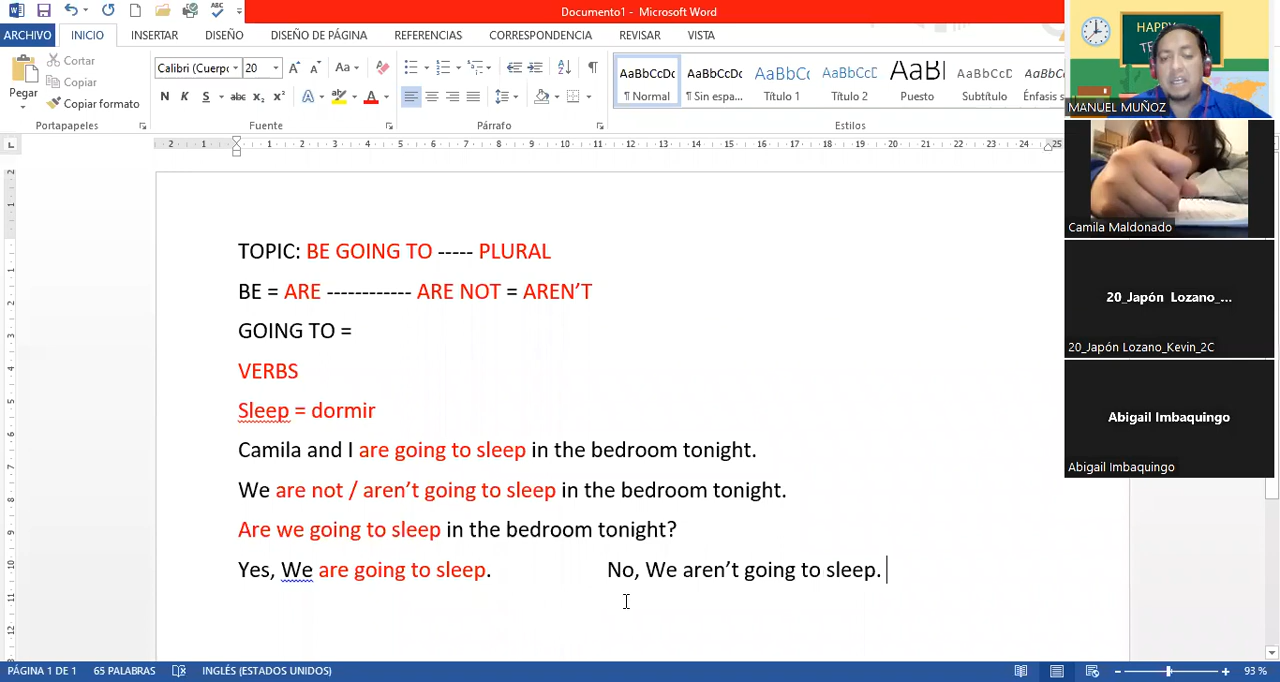 Documento1 - Microsoft Word
ARCHIVO INICIO INSERTAR DISEÑO DISEÑO DE PÁGINA REFERENCIAS CORRESPONDENCIA REVISAR VISTA
Pegar
Cortar
Copiar
Copiar formato
Portapapeles
Calibri (Cuerpo 20
N K S abc x₂ x²
Fuente
Párrafo
AaBbCcDc AaBbCcDc AaBbCc AaBbCcC AaBb AaBbCcD
¶ Normal ¶ Sin espa... Título 1 Título 2 Puesto Subtítulo Énfasis s
Estilos
HAPPY
MANUEL MUÑOZ
Camila Maldonado
20_Japón Lozano_...
20_Japón Lozano_Kevin_2C
Abigail Imbaquingo
Abigail Imbaquingo
TOPIC: BE GOING TO ----- PLURAL
BE = ARE ------------ ARE NOT = AREN’T
GOING TO =
VERBS
Sleep = dormir
Camila and I are going to sleep in the bedroom tonight.
We are not / aren’t going to sleep in the bedroom tonight.
Are we going to sleep in the bedroom tonight?
Yes, We are going to sleep. No, We aren’t going to sleep.
PÁGINA 1 DE 1 65 PALABRAS INGLÉS (ESTADOS UNIDOS) 93 %